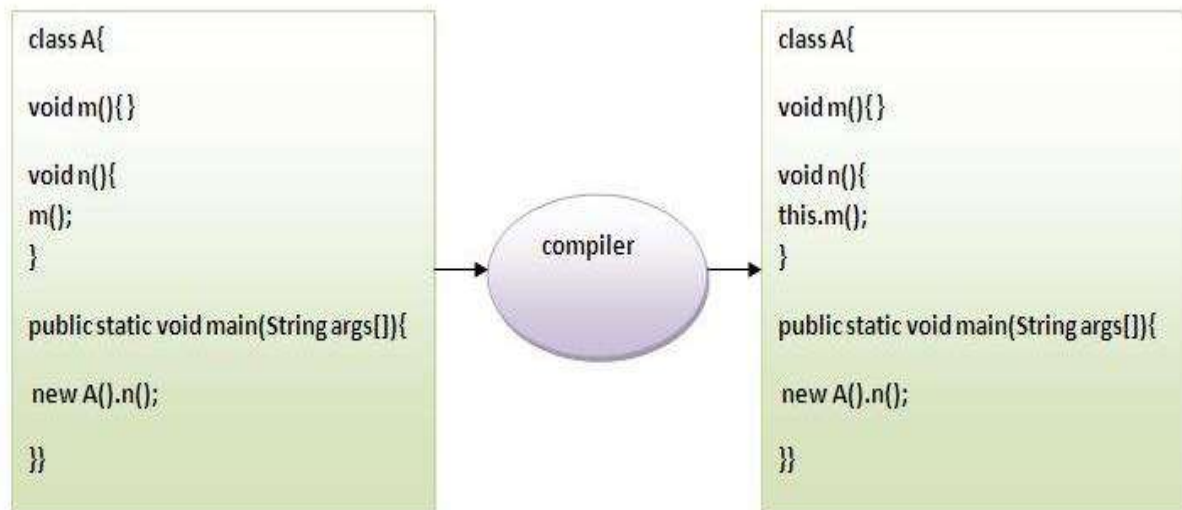 class A{
void m(){ }
void n(){
m();
}
public static void main(String args[]){
new A().n();
}}
compiler
class A{
void m(){ }
void n(){
this.m();
}
public static void main(String args[]){
new A().n();
}}